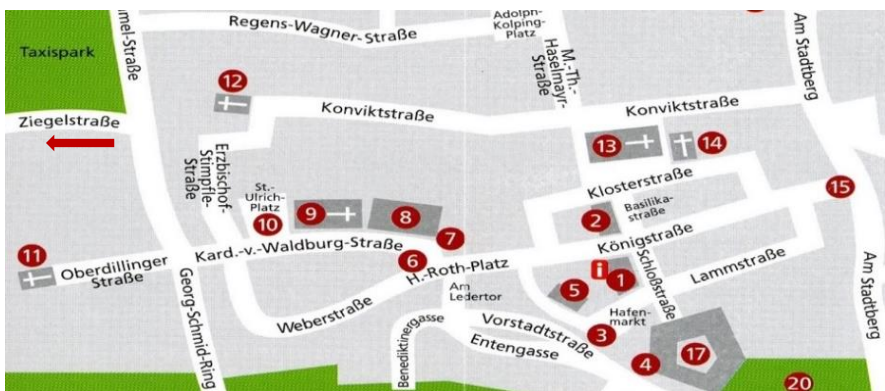 Regens-Wagner-Straße
Adolph-
Kolping-
Platz
M.-Th.-
Haselmayr-
Straße
Am Stadtberg
mmel-Straße
Taxispark
12
Ziegelstraße
Konviktstraße
Konviktstraße
13
14
Erzbischof-
Stimpfle-
Straße
St.-
Ulrich-
Platz
10
9
8
7
Klosterstraße
2
Basilika-
straße
15
11
Oberdillinger
Straße
Kard.-v.-Waldburg-Straße
6
H.-Roth-Platz
Königstraße
i
1
5
Schloßstraße
Lammstraße
Georg-Schmid-Ring
Weberstraße
Am
Ledertor
Benediktinergasse
Vorstadtstraße
Entengasse
Hafen-
markt
3
4
17
20
Am Stadtberg